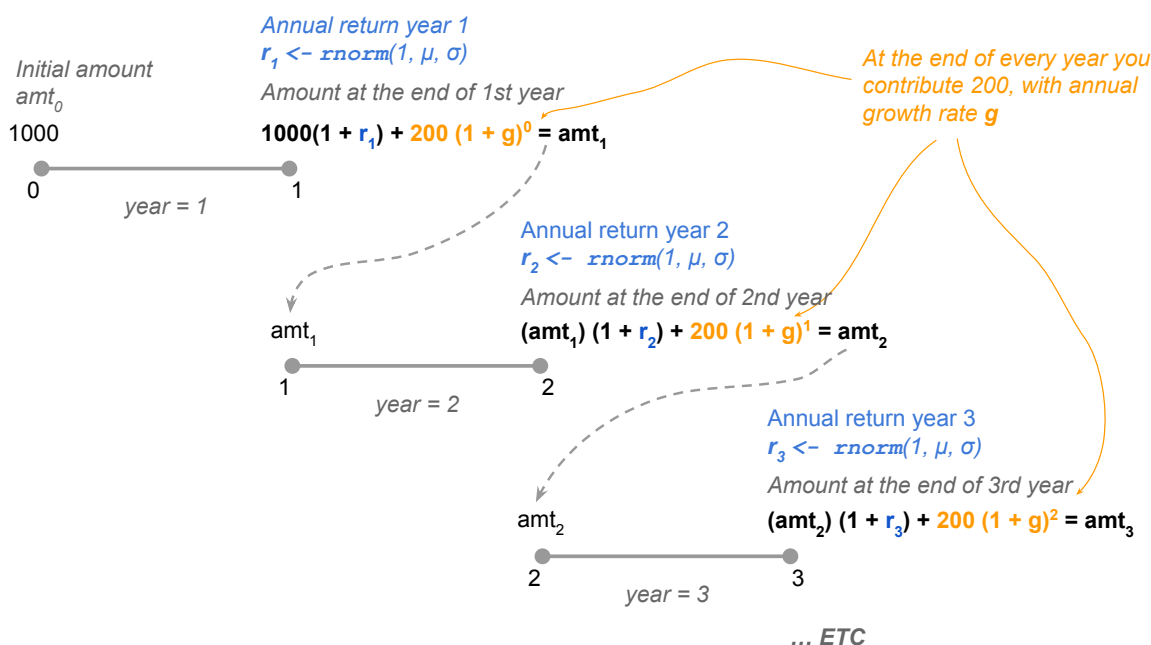 Annual return year 1
r₁ <- rnorm(1, μ, σ)
Initial amount
amt₀
1000
Amount at the end of 1st year
1000(1 + r₁) + 200 (1 + g)⁰ = amt₁
At the end of every year you
contribute 200, with annual
growth rate g
0
1
year = 1
Annual return year 2
r₂ <- rnorm(1, μ, σ)
Amount at the end of 2nd year
(amt₁) (1 + r₂) + 200 (1 + g)¹ = amt₂
amt₁
1
2
year = 2
Annual return year 3
r₃ <- rnorm(1, μ, σ)
Amount at the end of 3rd year
(amt₂) (1 + r₃) + 200 (1 + g)² = amt₃
amt₂
2
3
year = 3
... ETC